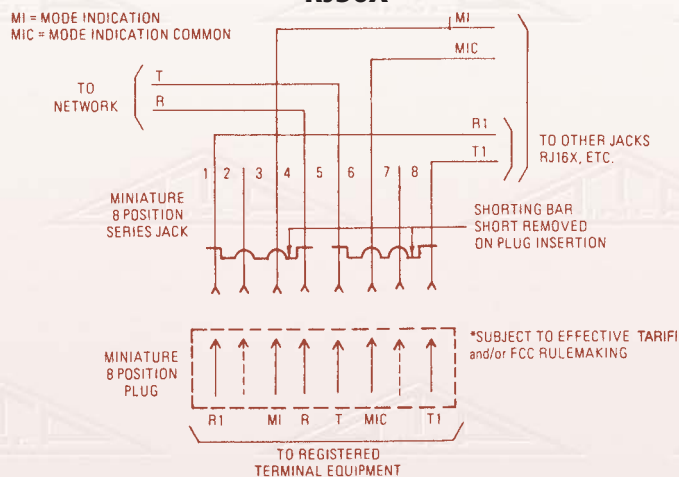 MI = MODE INDICATION
MIC = MODE INDICATION COMMON
MI
MIC
TO
NETWORK
T
R
R1
T1
TO OTHER JACKS
RJ16X, ETC.
1 2 3 4 5 6 7 8
MINIATURE
8 POSITION
SERIES JACK
SHORTING BAR
SHORT REMOVED
ON PLUG INSERTION
MINIATURE
8 POSITION
PLUG
*SUBJECT TO EFFECTIVE TARIF
and/or FCC RULEMAKING
R1 MI R T MIC T1
TO REGISTERED
TERMINAL EQUIPMENT